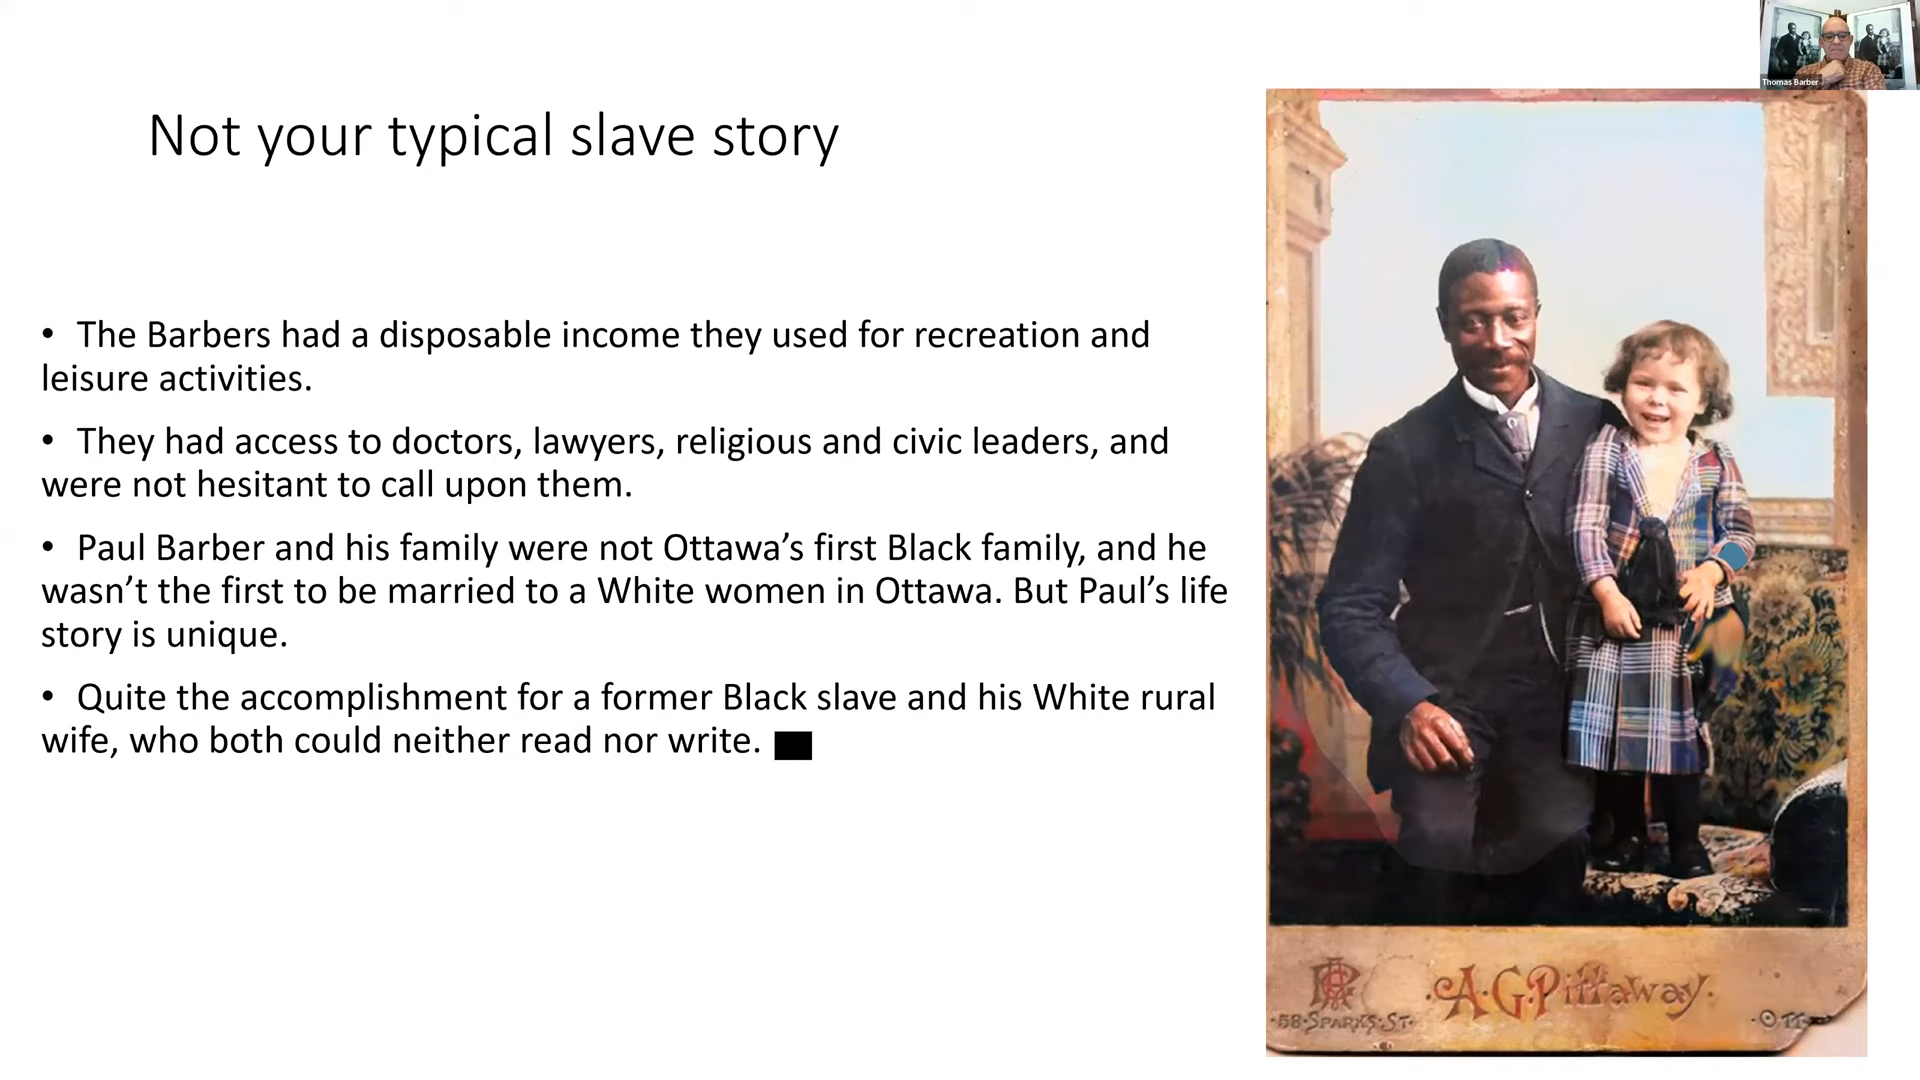 Thomas Barber
Not your typical slave story
• The Barbers had a disposable income they used for recreation and
leisure activities.
• They had access to doctors, lawyers, religious and civic leaders, and
were not hesitant to call upon them.
• Paul Barber and his family were not Ottawa’s first Black family, and he
wasn’t the first to be married to a White women in Ottawa. But Paul’s life
story is unique.
• Quite the accomplishment for a former Black slave and his White rural
wife, who both could neither read nor write.
·A·G·Pittaway·
·58·SPARKS·ST·